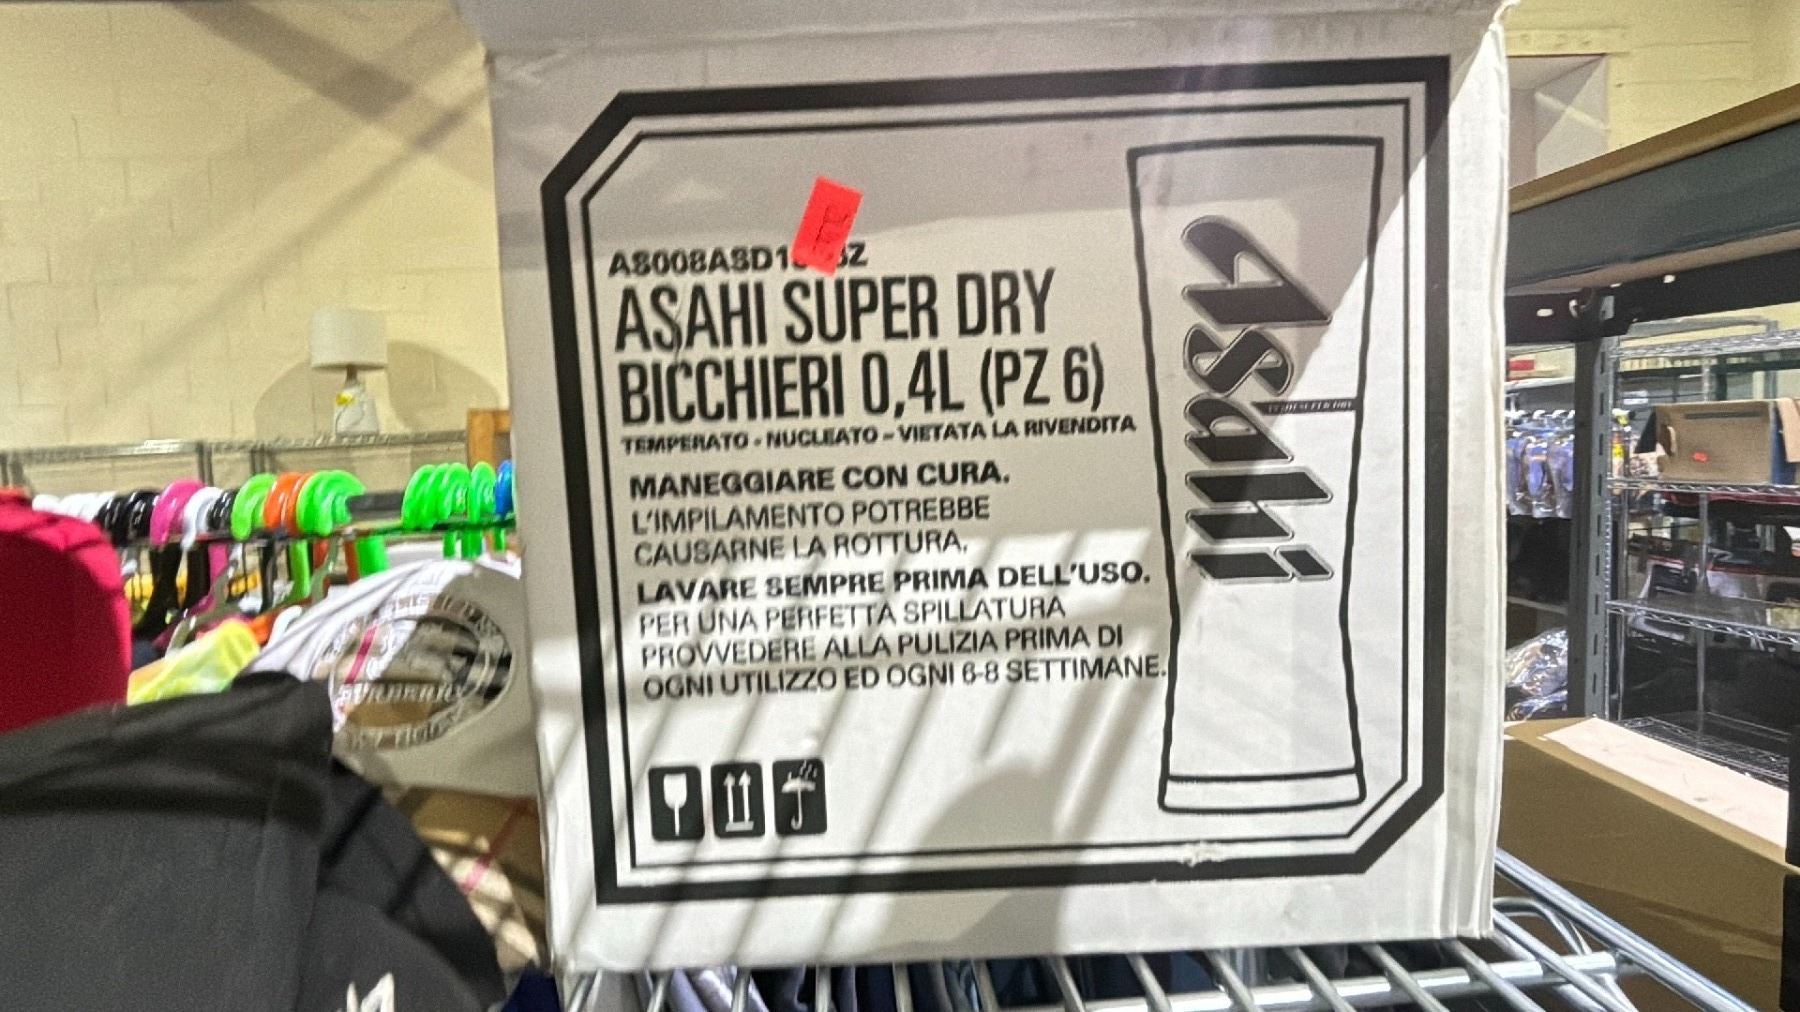 ASAHI SUPER DRY
BICCHIERI 0,4L (PZ 6)
TEMPERATO - NUCLEATO - VIETATA LA RIVENDITA
MANEGGIARE CON CURA.
L'IMPILAMENTO POTREBBE
CAUSARNE LA ROTTURA.
LAVARE SEMPRE PRIMA DELL'USO.
PER UNA PERFETTA SPILLATURA
PROVVEDERE ALLA PULIZIA PRIMA DI
OGNI UTILIZZO ED OGNI 6-8 SETTIMANE.
Asahi